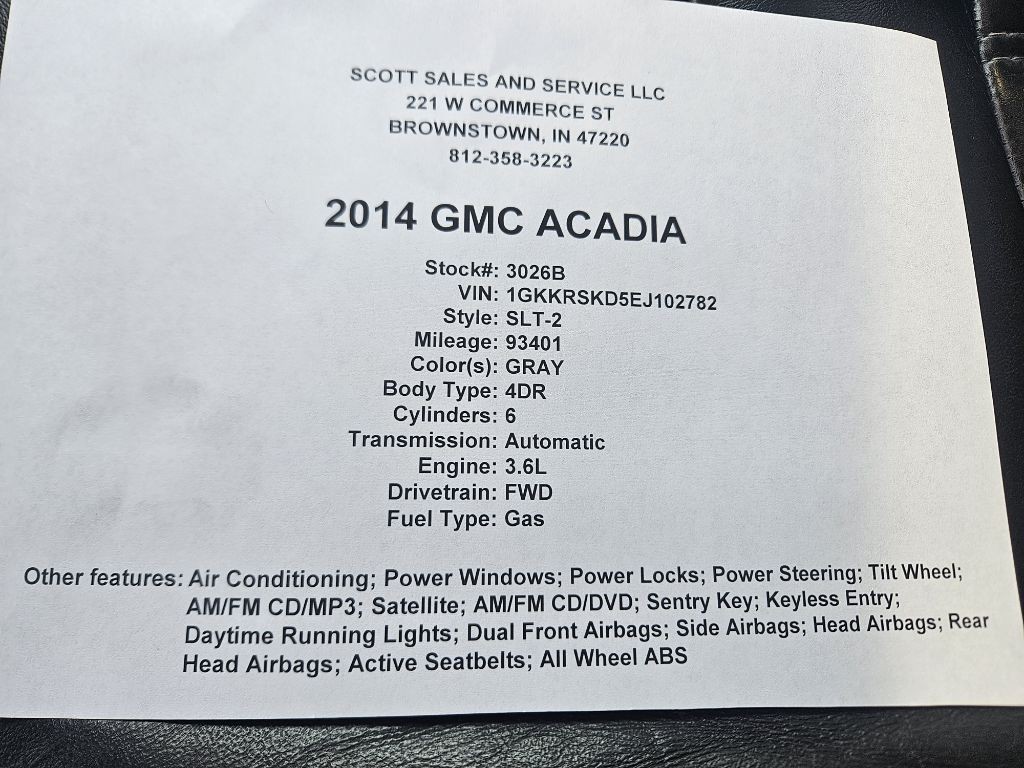 SCOTT SALES AND SERVICE LLC
221 W COMMERCE ST
BROWNSTOWN, IN 47220
812-358-3223
2014 GMC ACADIA
Stock#: 3026B
VIN: 1GKKRSKD5EJ102782
Style: SLT-2
Mileage: 93401
Color(s): GRAY
Body Type: 4DR
Cylinders: 6
Transmission: Automatic
Engine: 3.6L
Drivetrain: FWD
Fuel Type: Gas
Other features: Air Conditioning; Power Windows; Power Locks; Power Steering; Tilt Wheel;
AM/FM CD/MP3; Satellite; AM/FM CD/DVD; Sentry Key; Keyless Entry;
Daytime Running Lights; Dual Front Airbags; Side Airbags; Head Airbags; Rear
Head Airbags; Active Seatbelts; All Wheel ABS